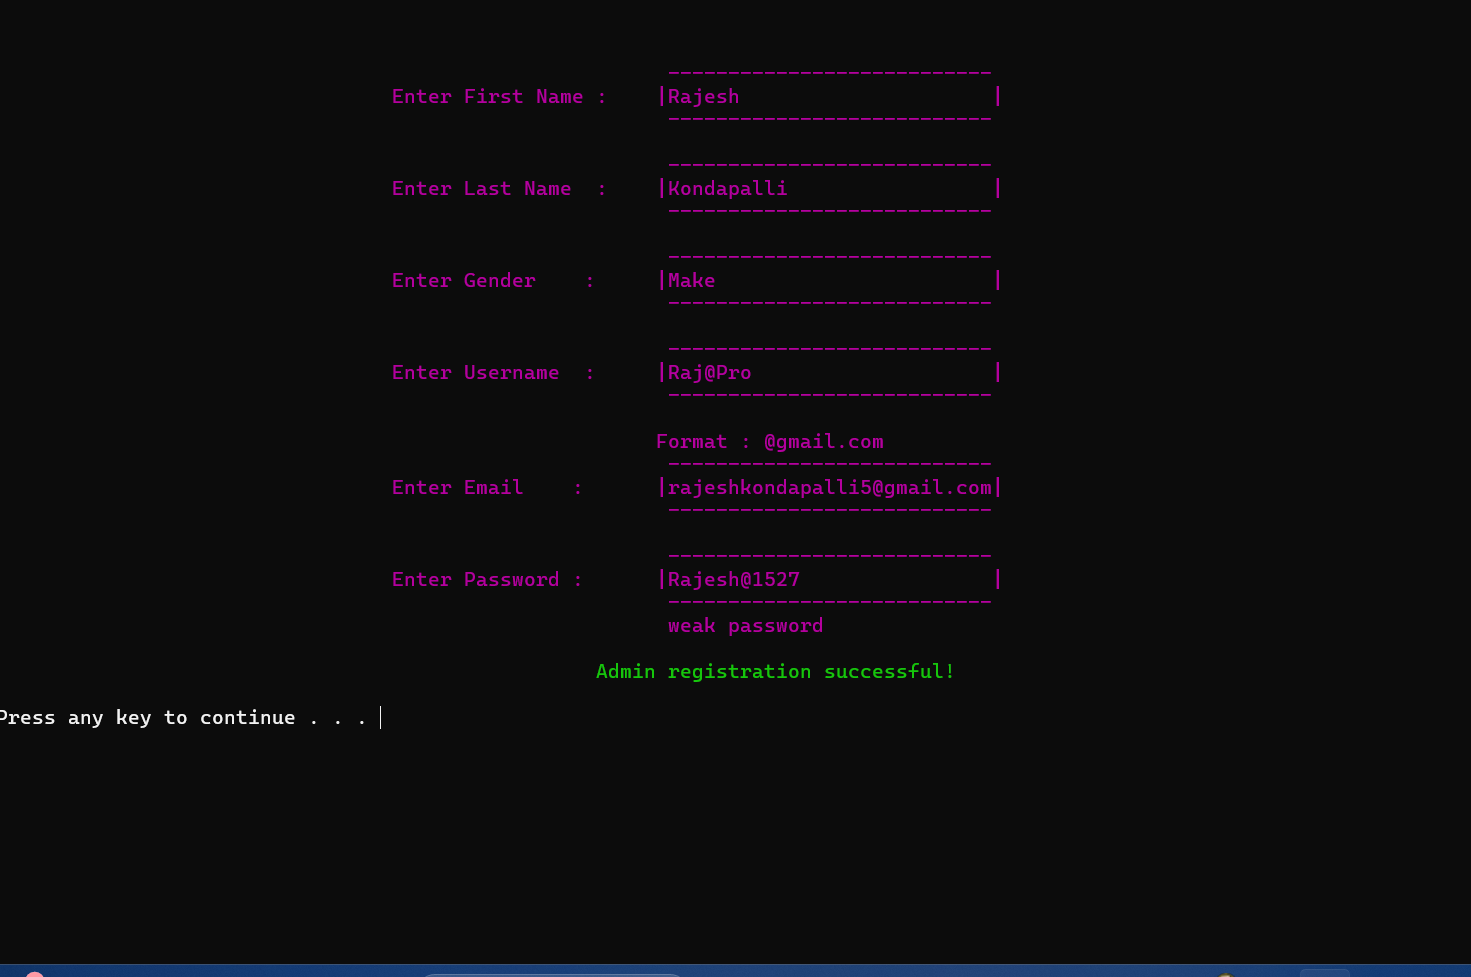 Enter First Name : |Rajesh |
Enter Last Name : |Kondapalli |
Enter Gender : |Make |
Enter Username : |Raj@Pro |
Format : @gmail.com
Enter Email : |rajeshkondapalli5@gmail.com|
Enter Password : |Rajesh@1527 |
weak password
Admin registration successful!
Press any key to continue . . .